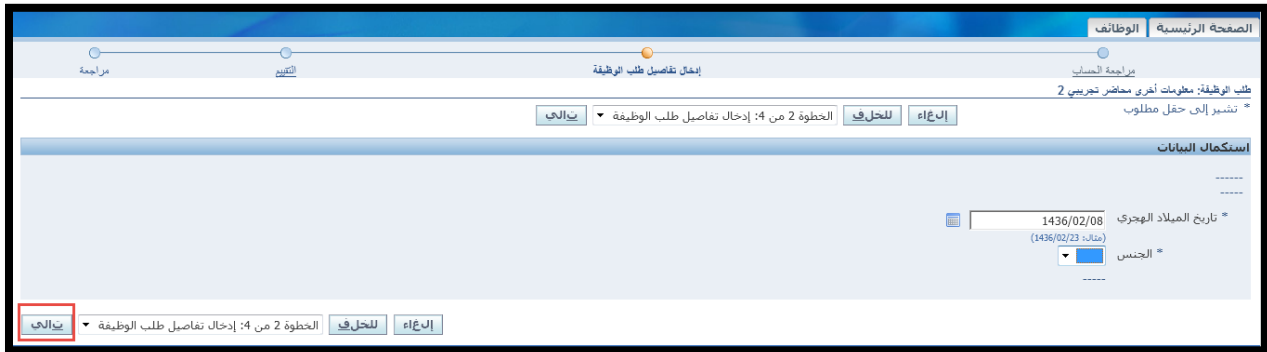 الصفحة الرئيسية الوظائف
مراجعة الحساب إدخال تفاصيل طلب الوظيفة التقييم مراجعة
طلب الوظيفة: معلومات أخرى محاضر تجريبي 2
* تشير إلى حقل مطلوب
إلغاء للخلف الخطوة 2 من 4: إدخال تفاصيل طلب الوظيفة تالي
استكمال البيانات
------
-----
* تاريخ الميلاد الهجري 1436/02/08
(مثال: 1436/02/23)
* الجنس
-----
إلغاء للخلف الخطوة 2 من 4: إدخال تفاصيل طلب الوظيفة تالي